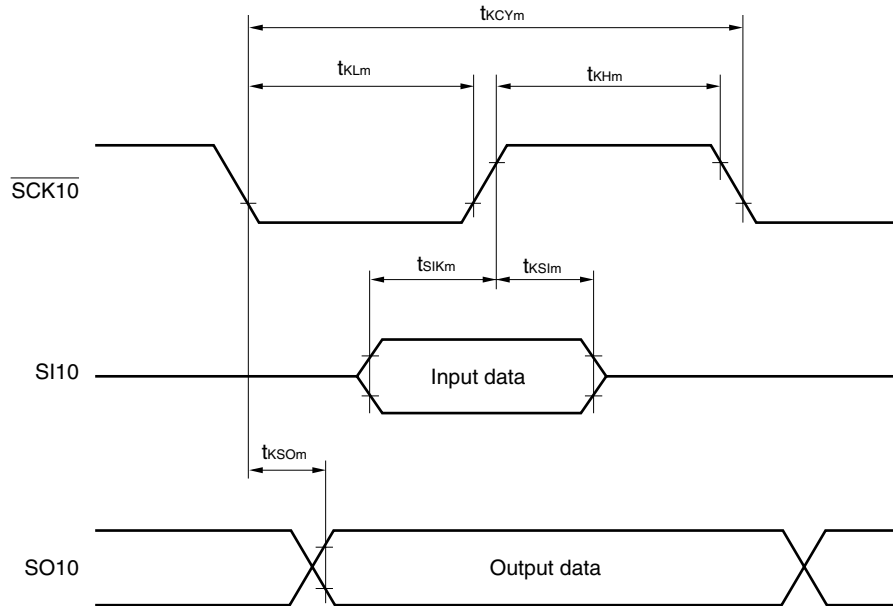 tKCYm
tKLm
tKHm
SCK10
tSIKm
tKSIm
SI10
Input data
tKSOm
SO10
Output data